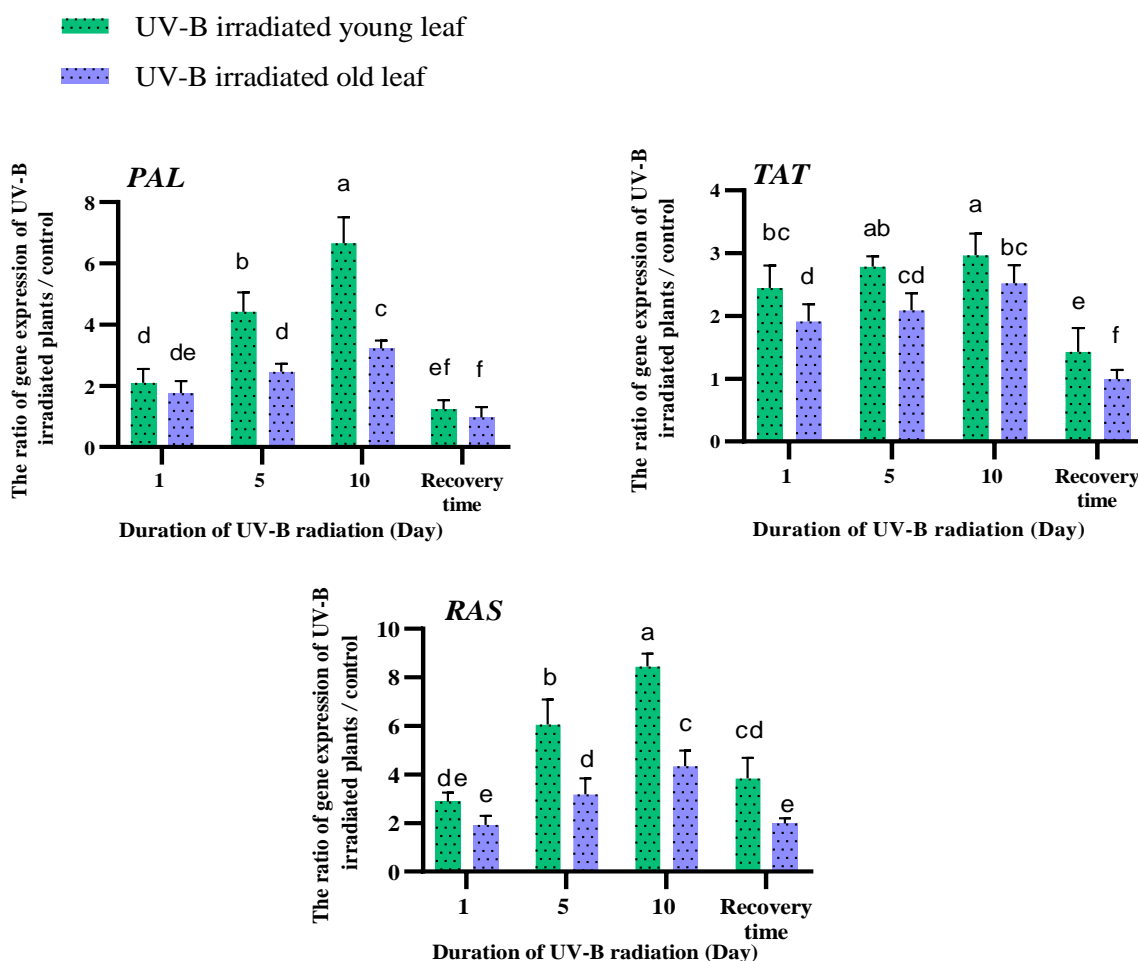 UV-B irradiated young leaf
UV-B irradiated old leaf
PAL
The ratio of gene expression of UV-B
irradiated plants / control
8
6
4
2
0
d
de
b
d
a
c
ef
f
1
5
10
Recovery
time
Duration of UV-B radiation (Day)
TAT
The ratio of gene expression of UV-B
irradiated plants / control
4
3
2
1
0
bc
d
ab
cd
a
bc
e
f
1
5
10
Recovery
time
Duration of UV-B radiation (Day)
RAS
The ratio of gene expression of UV-B
irradiated plants / control
10
8
6
4
2
0
de
e
b
d
a
c
cd
e
1
5
10
Recovery
time
Duration of UV-B radiation (Day)